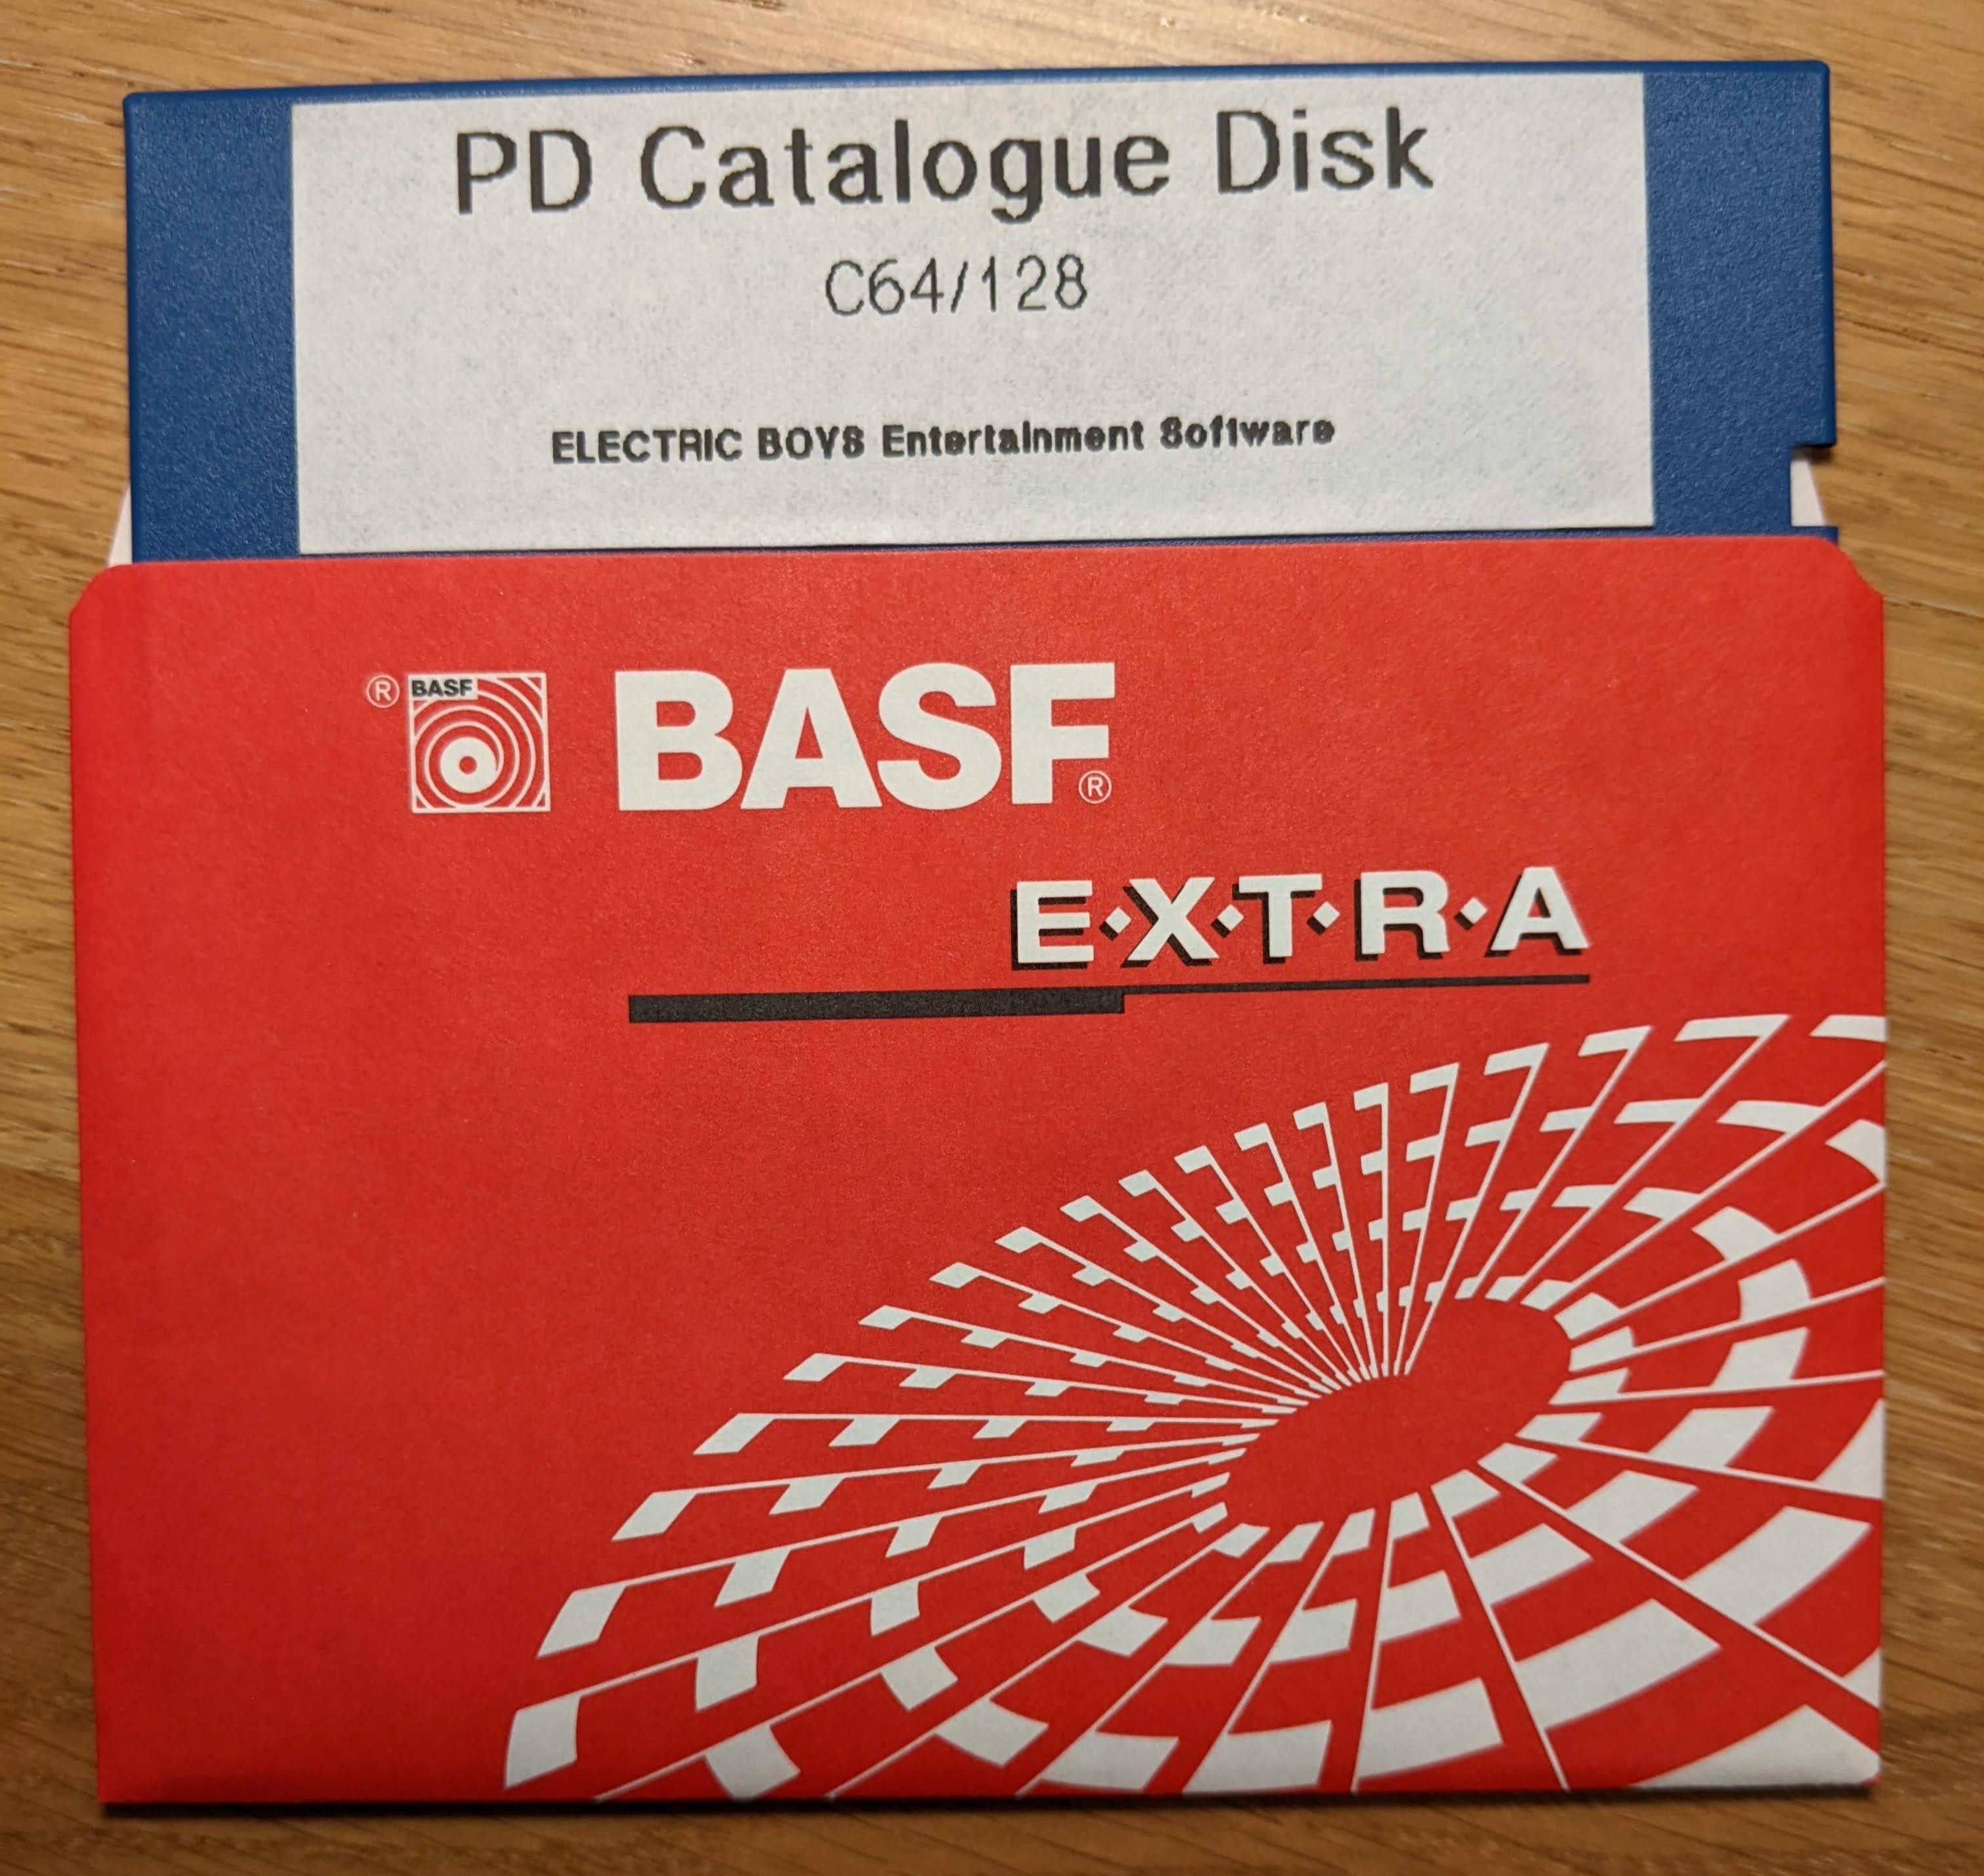 PD Catalogue Disk
C64/128
ELECTRIC BOYS Entertainment Software
® BASF
BASF®
E·X·T·R·A